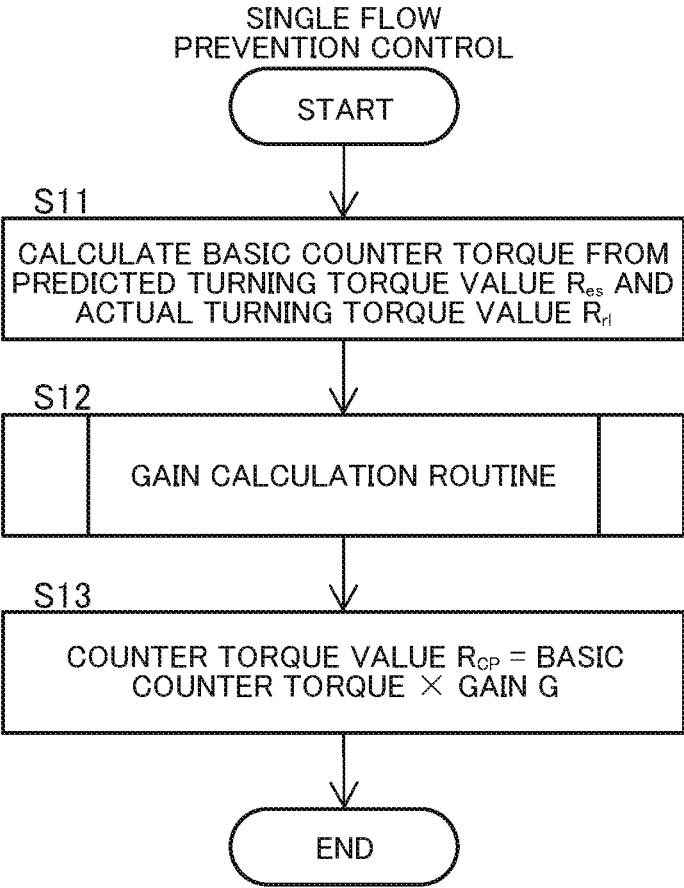 SINGLE FLOW
PREVENTION CONTROL
START
S11
CALCULATE BASIC COUNTER TORQUE FROM
PREDICTED TURNING TORQUE VALUE Res AND
ACTUAL TURNING TORQUE VALUE Rrl
S12
GAIN CALCULATION ROUTINE
S13
COUNTER TORQUE VALUE RCP = BASIC
COUNTER TORQUE × GAIN G
END